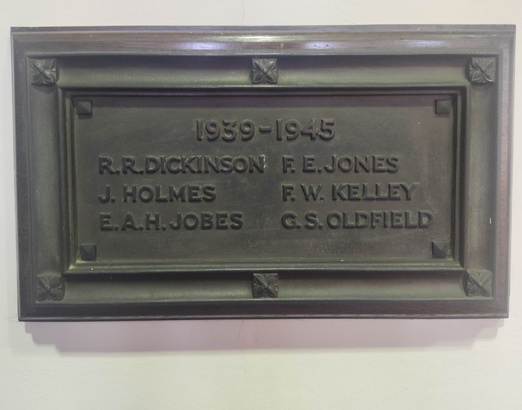 1939-1945
R.R.DICKINSON F.E.JONES
J. HOLMES F.W. KELLEY
E.A.H. JOBES G.S. OLDFIELD